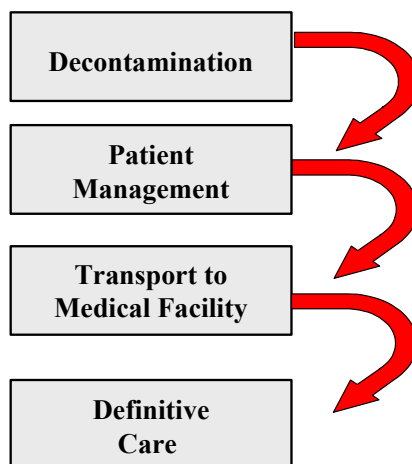 Decontamination
Patient
Management
Transport to
Medical Facility
Definitive
Care